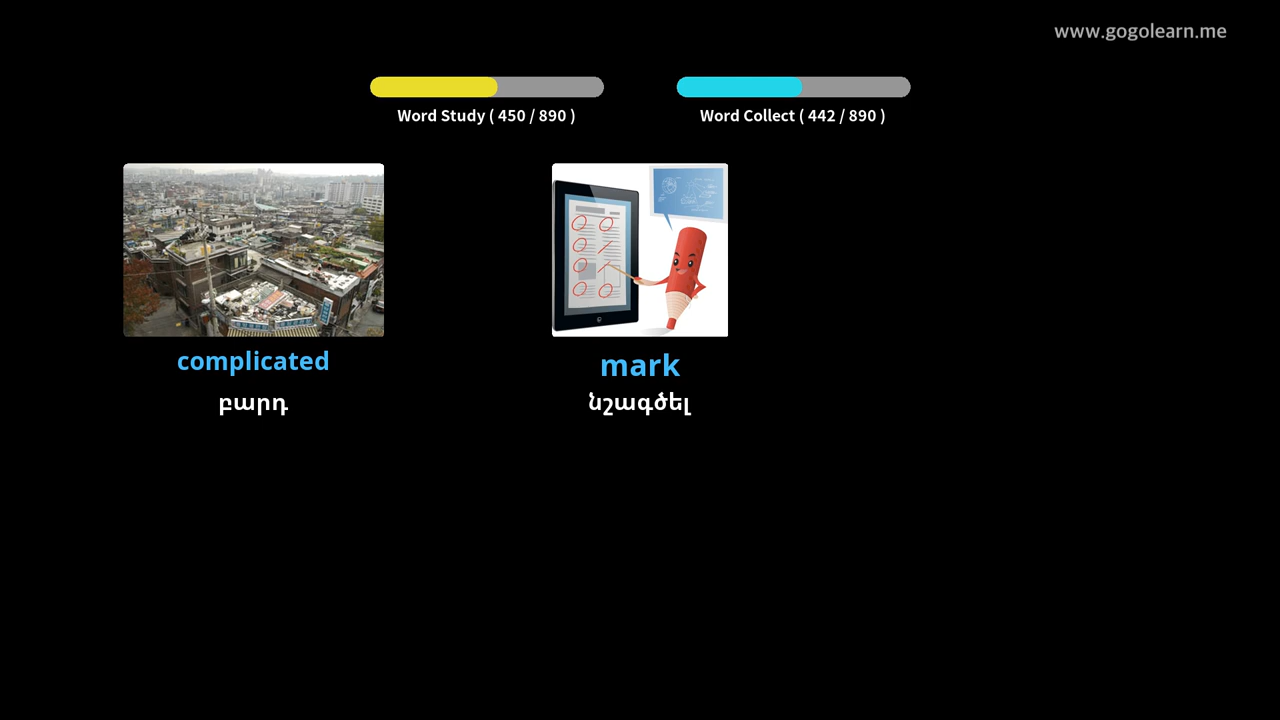 www.gogolearn.me
Word Study ( 450 / 890 )
Word Collect ( 442 / 890 )
complicated
բարդ
mark
նշագծել